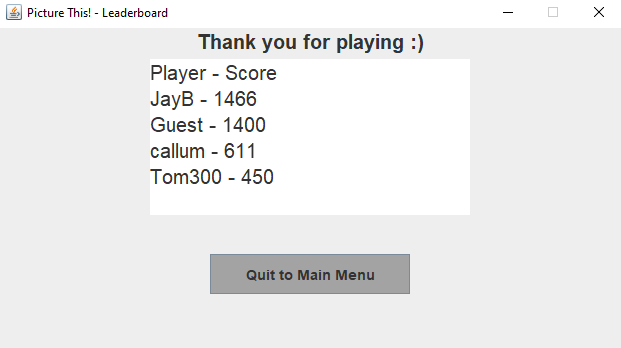 Picture This! - Leaderboard
Thank you for playing :)
Player - Score
JayB - 1466
Guest - 1400
callum - 611
Tom300 - 450
Quit to Main Menu